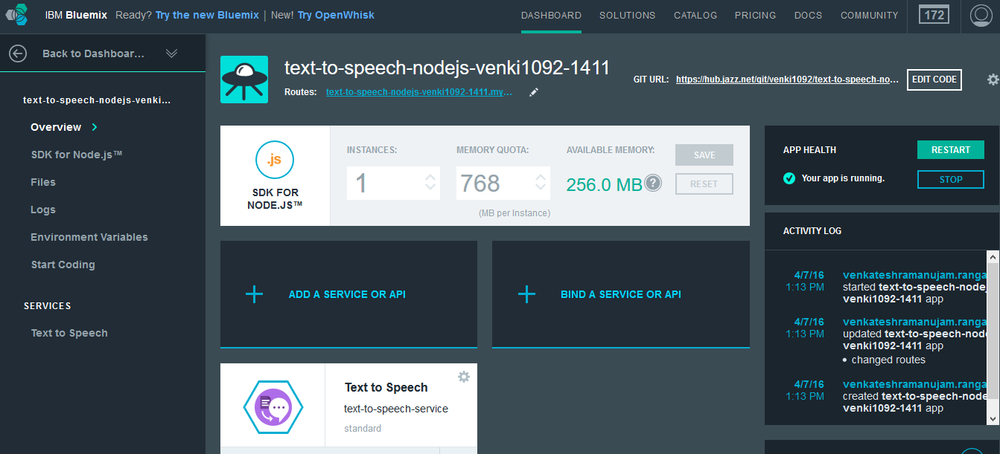 IBM Bluemix Ready? Try the new Bluemix | New! Try OpenWhisk
DASHBOARD SOLUTIONS CATALOG PRICING DOCS COMMUNITY 172
Back to Dashboar...
text-to-speech-nodejs-venki...
Overview
SDK for Node.js™
Files
Logs
Environment Variables
Start Coding
SERVICES
Text to Speech
text-to-speech-nodejs-venki1092-1411
Routes: text-to-speech-nodejs-venki1092-1411.my...
GIT URL: https://hub.jazz.net/git/venki1092/text-to-speech-no... EDIT CODE
.js
SDK FOR
NODE.JS™
INSTANCES: MEMORY QUOTA: AVAILABLE MEMORY: SAVE
1 768 256.0 MB ? RESET
(MB per Instance)
ADD A SERVICE OR API
BIND A SERVICE OR API
Text to Speech
text-to-speech-service
standard
APP HEALTH RESTART
Your app is running. STOP
ACTIVITY LOG
4/7/16 venkateshramanujam.ranga
1:13 PM started text-to-speech-nodej
venki1092-1411 app
4/7/16 venkateshramanujam.ranga
1:13 PM updated text-to-speech-node
venki1092-1411 app
• changed routes
4/7/16 venkateshramanujam.ranga
1:13 PM created text-to-speech-node
venki1092-1411 app